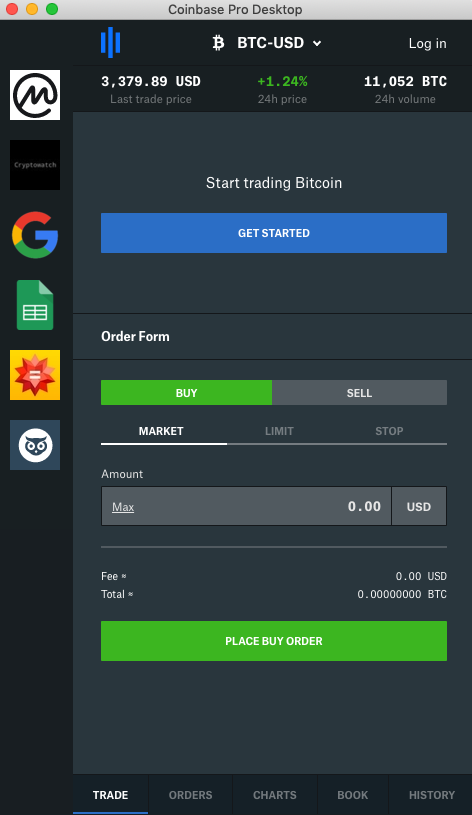 Coinbase Pro Desktop
BTC-USD
Log in
3,379.89 USD +1.24% 11,052 BTC
Last trade price 24h price 24h volume
Cryptowatch
Start trading Bitcoin
GET STARTED
Order Form
BUY SELL
MARKET LIMIT STOP
Amount
Max 0.00 USD
Fee ≈ 0.00 USD
Total ≈ 0.00000000 BTC
PLACE BUY ORDER
TRADE ORDERS CHARTS BOOK HISTORY